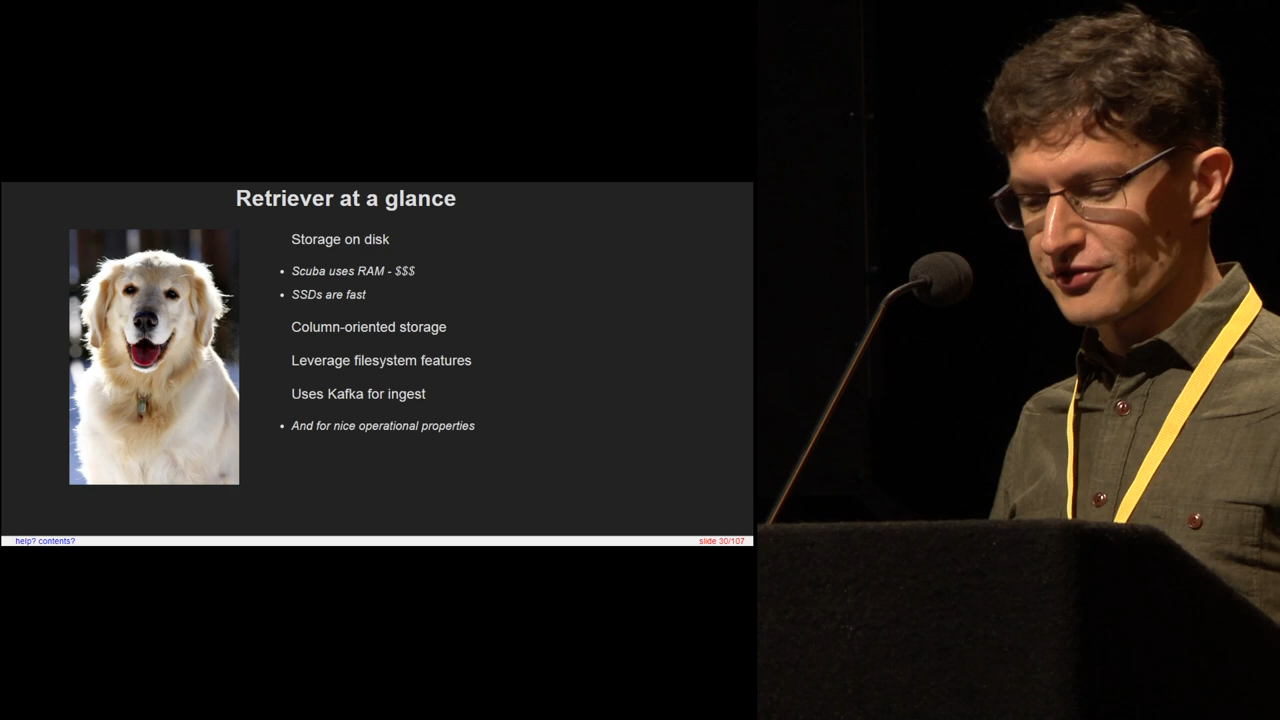 Retriever at a glance
Storage on disk
• Scuba uses RAM - $$$
• SSDs are fast
Column-oriented storage
Leverage filesystem features
Uses Kafka for ingest
• And for nice operational properties
help? contents?
slide 30/107